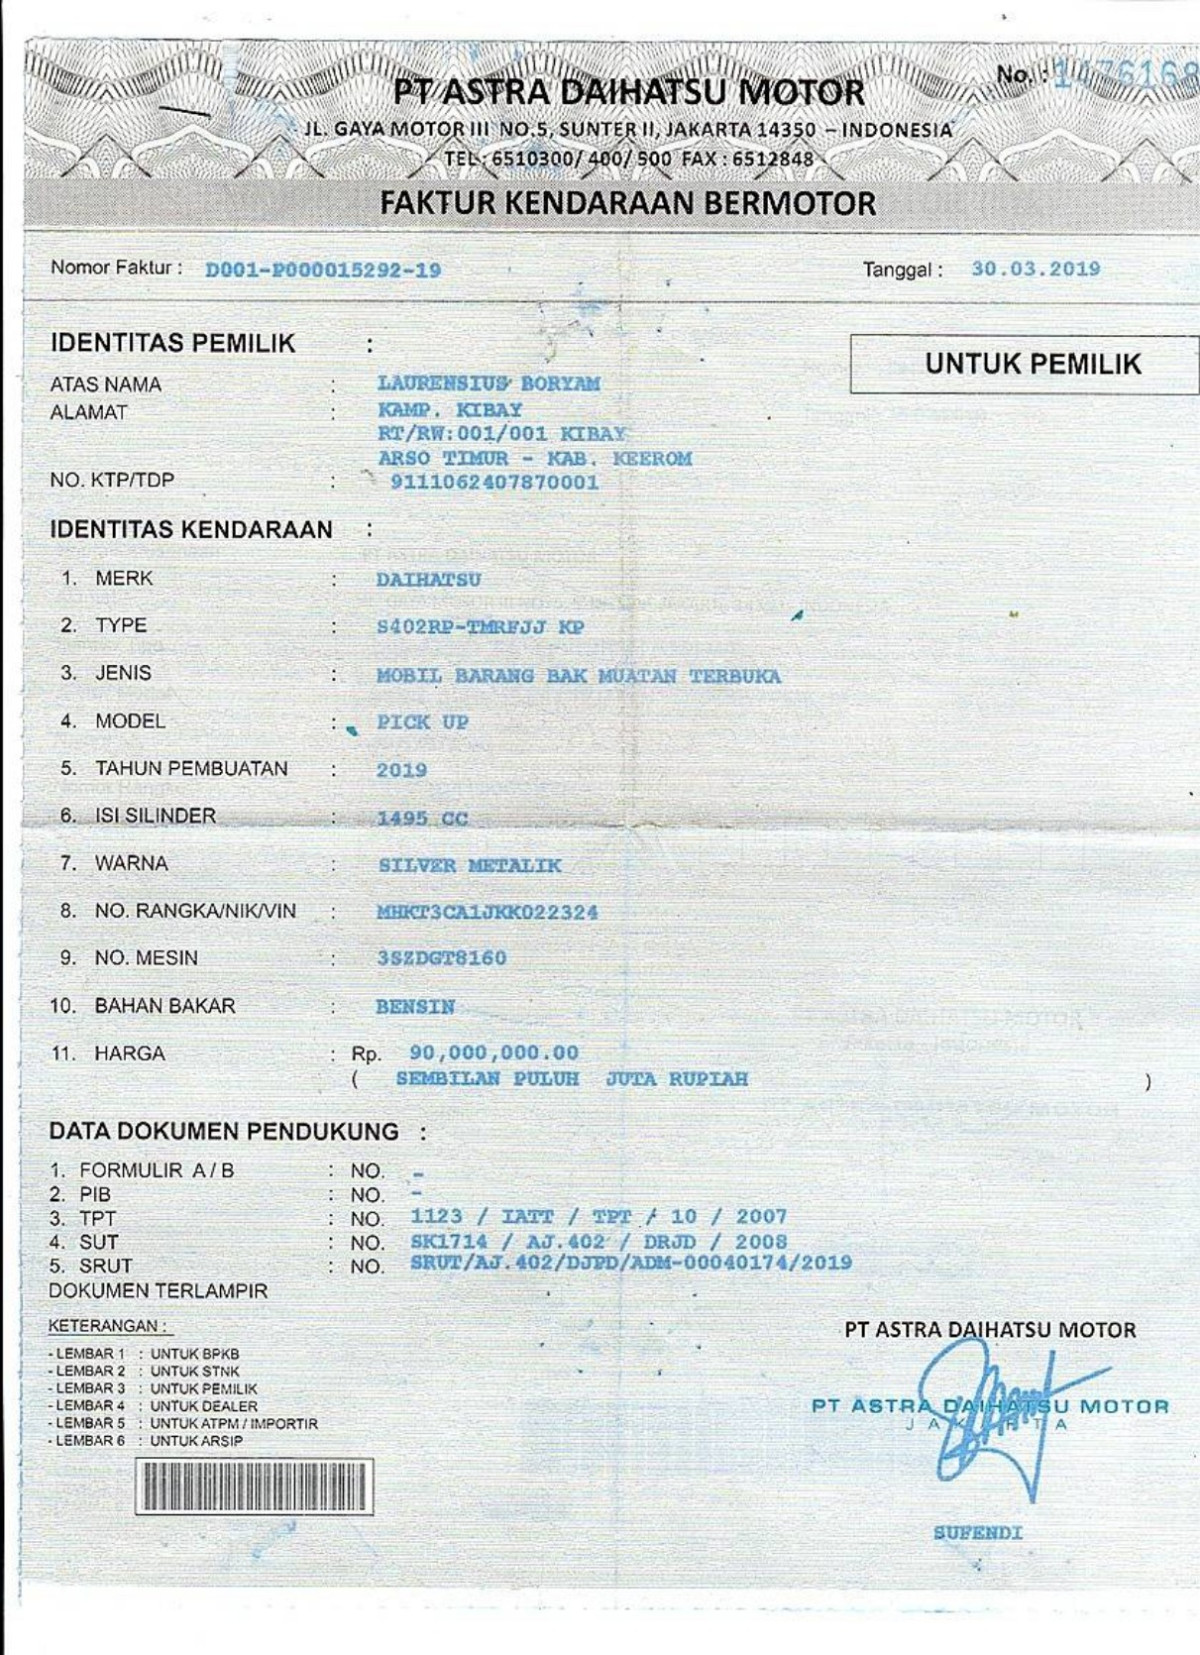 PT ASTRA DAIHATSU MOTOR
No. : 1476168
JL. GAYA MOTOR III NO.5, SUNTER II, JAKARTA 14350 – INDONESIA
TEL : 6510300/ 400/ 500 FAX : 6512848
FAKTUR KENDARAAN BERMOTOR
Nomor Faktur : D001-P000015292-19 Tanggal : 30.03.2019
IDENTITAS PEMILIK :
UNTUK PEMILIK
ATAS NAMA : LAURENSIUS BORYAM
ALAMAT : KAMP. KIBAY
RT/RW:001/001 KIBAY
ARSO TIMUR - KAB. KEEROM
NO. KTP/TDP : 9111062407870001
IDENTITAS KENDARAAN :
1. MERK : DAIHATSU
2. TYPE : S402RP-TMRFJJ KP
3. JENIS : MOBIL BARANG BAK MUATAN TERBUKA
4. MODEL : PICK UP
5. TAHUN PEMBUATAN : 2019
6. ISI SILINDER : 1495 CC
7. WARNA : SILVER METALIK
8. NO. RANGKA/NIK/VIN : MHKT3CA1JKK022324
9. NO. MESIN : 3SZDGT8160
10. BAHAN BAKAR : BENSIN
11. HARGA : Rp. 90,000,000.00
( SEMBILAN PULUH JUTA RUPIAH )
DATA DOKUMEN PENDUKUNG :
1. FORMULIR A / B : NO. -
2. PIB : NO. -
3. TPT : NO. 1123 / IATT / TPT / 10 / 2007
4. SUT : NO. SK1714 / AJ.402 / DRJD / 2008
5. SRUT : NO. SRUT/AJ.402/DJPD/ADM-00040174/2019
DOKUMEN TERLAMPIR
KETERANGAN :
- LEMBAR 1 : UNTUK BPKB
- LEMBAR 2 : UNTUK STNK
- LEMBAR 3 : UNTUK PEMILIK
- LEMBAR 4 : UNTUK DEALER
- LEMBAR 5 : UNTUK ATPM / IMPORTIR
- LEMBAR 6 : UNTUK ARSIP
PT ASTRA DAIHATSU MOTOR
PT ASTRA DAIHATSU MOTOR
JAKARTA
SUFENDI